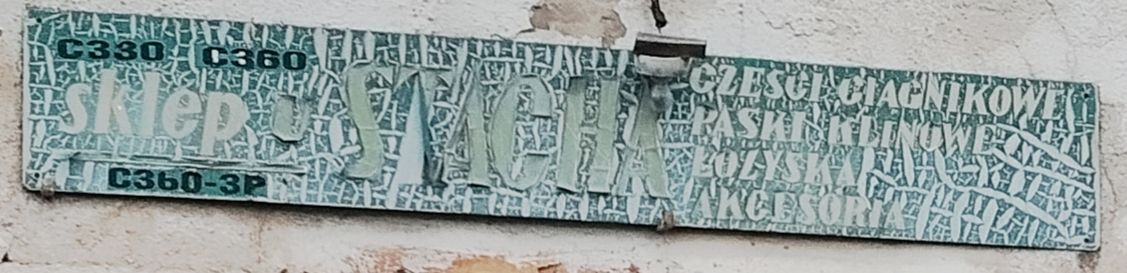 C330 C360
sklep u STACHA
C360-3P
CZĘŚCI CIĄGNIKOWE
PASKI KLINOWE
ŁOŻYSKA
AKCESORIA